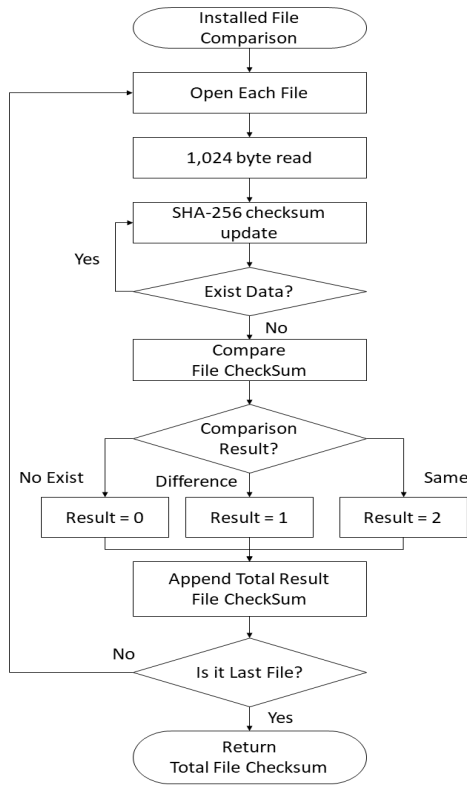 Installed File
Comparison
Open Each File
1,024 byte read
SHA-256 checksum
update
Yes
Exist Data?
No
Compare
File CheckSum
Comparison
Result?
No Exist
Difference
Same
Result = 0
Result = 1
Result = 2
Append Total Result
File CheckSum
No
Is it Last File?
Yes
Return
Total File Checksum